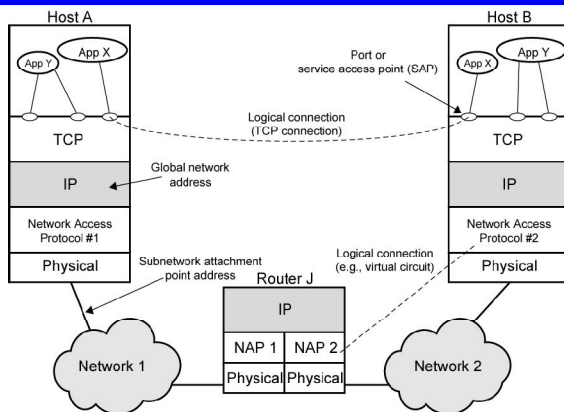 Host A
Host B
App Y
App X
Port or
service access point (SAP)
App X
App Y
Logical connection
(TCP connection)
TCP
TCP
Global network
address
IP
IP
Network Access
Protocol #1
Network Access
Protocol #2
Physical
Physical
Subnetwork attachment
point address
Logical connection
(e.g., virtual circuit)
Router J
IP
NAP 1
NAP 2
Physical
Physical
Network 1
Network 2